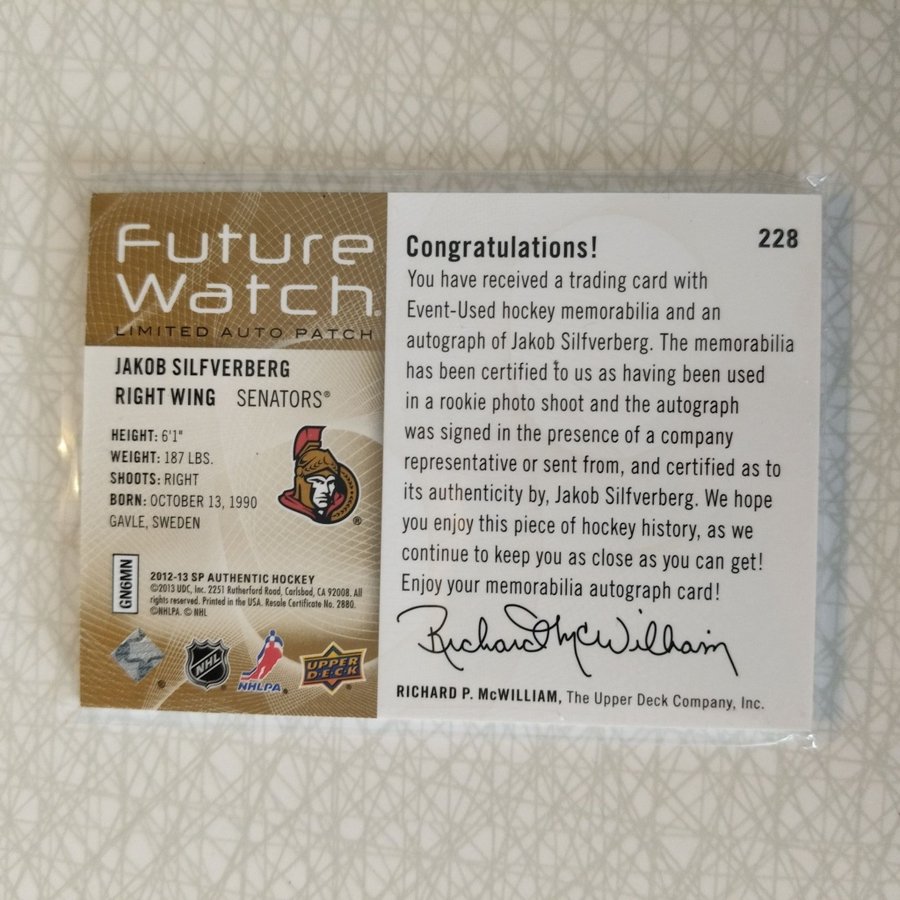 Future
Watch
LIMITED AUTO PATCH
JAKOB SILFVERBERG
RIGHT WING SENATORS®
HEIGHT: 6'1"
WEIGHT: 187 LBS.
SHOOTS: RIGHT
BORN: OCTOBER 13, 1990
GAVLE, SWEDEN
®
GN6MN
2012-13 SP AUTHENTIC HOCKEY
©2013 UDC, Inc. 2251 Rutherford Road, Carlsbad, CA 92008. All
rights reserved. Printed in the USA. Resale Certificate No. 2880.
©NHLPA. © NHL
NHL
NHLPA
UPPER
DECK
228
Congratulations!
You have received a trading card with
Event-Used hockey memorabilia and an
autograph of Jakob Silfverberg. The memorabilia
has been certified to us as having been used
in a rookie photo shoot and the autograph
was signed in the presence of a company
representative or sent from, and certified as to
its authenticity by, Jakob Silfverberg. We hope
you enjoy this piece of hockey history, as we
continue to keep you as close as you can get!
Enjoy your memorabilia autograph card!
Richard McWilliam
RICHARD P. McWILLIAM, The Upper Deck Company, Inc.